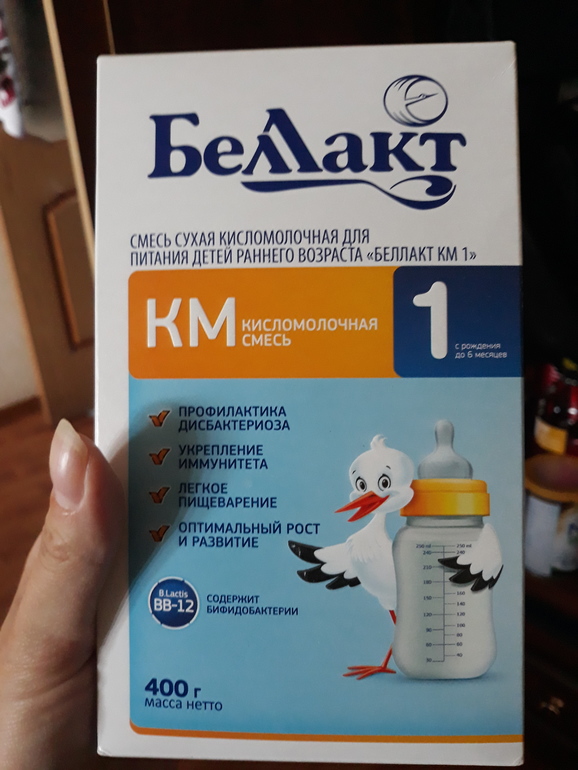 Беллакт
СМЕСЬ СУХАЯ КИСЛОМОЛОЧНАЯ ДЛЯ
ПИТАНИЯ ДЕТЕЙ РАННЕГО ВОЗРАСТА «БЕЛЛАКТ КМ 1»
КМ КИСЛОМОЛОЧНАЯ
СМЕСЬ
1
с рождения
до 6 месяцев
ПРОФИЛАКТИКА
ДИСБАКТЕРИОЗА
УКРЕПЛЕНИЕ
ИММУНИТЕТА
ЛЕГКОЕ
ПИЩЕВАРЕНИЕ
ОПТИМАЛЬНЫЙ РОСТ
И РАЗВИТИЕ
B.Lactis
BB-12
СОДЕРЖИТ
БИФИДОБАКТЕРИИ
400 г
масса нетто